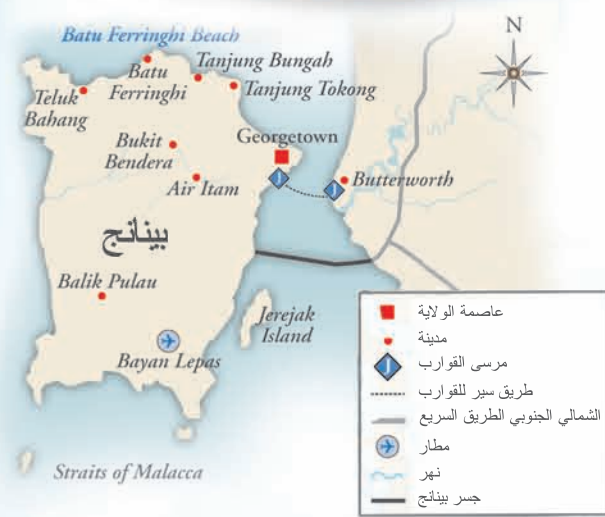 Batu Ferringhi Beach
N
Batu
Ferringhi
Tanjung Bungah
Tanjung Tokong
Teluk
Bahang
Georgetown
Bukit
Bendera
Air Itam
J
J
Butterworth
بينانج
Balik Pulau
Jerejak
Island
Bayan Lepas
Straits of Malacca
عاصمة الولاية
مدينة
J
مرسى القوارب
طريق سير للقوارب
الشمالي الجنوبي الطريق السريع
مطار
نهر
جسر بينانج